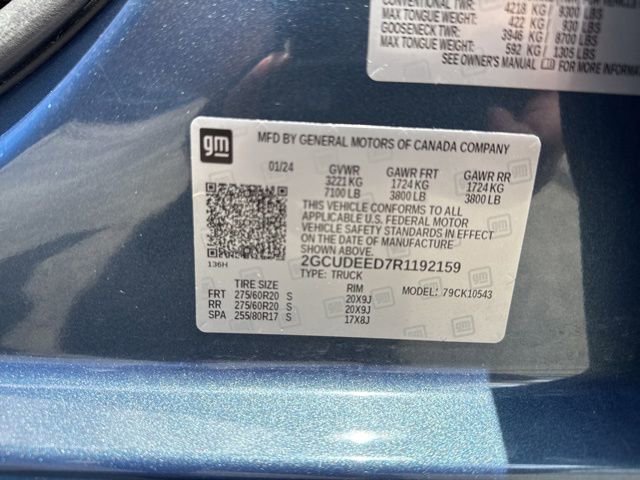 CONVENTIONAL TWR: 4218 KG / 9300 LBS
MAX TONGUE WEIGHT: 422 KG / 930 LBS
GOOSENECK TWR: 3946 KG / 8700 LBS
MAX TONGUE WEIGHT: 592 KG / 1305 LBS
SEE OWNER'S MANUAL FOR MORE INFORMA
gm
MFD BY GENERAL MOTORS OF CANADA COMPANY
01/24 GVWR GAWR FRT GAWR RR
3221 KG 1724 KG 1724 KG
7100 LB 3800 LB 3800 LB
THIS VEHICLE CONFORMS TO ALL
APPLICABLE U.S. FEDERAL MOTOR
VEHICLE SAFETY STANDARDS IN EFFECT
ON THE DATE OF MANUFACTURE
SHOWN ABOVE.
136H
2GCUDEED7R1192159
TYPE: TRUCK
TIRE SIZE RIM MODEL: 79CK10543
FRT 275/60R20 S 20X9J
RR 275/60R20 S 20X9J
SPA 255/80R17 S 17X8J